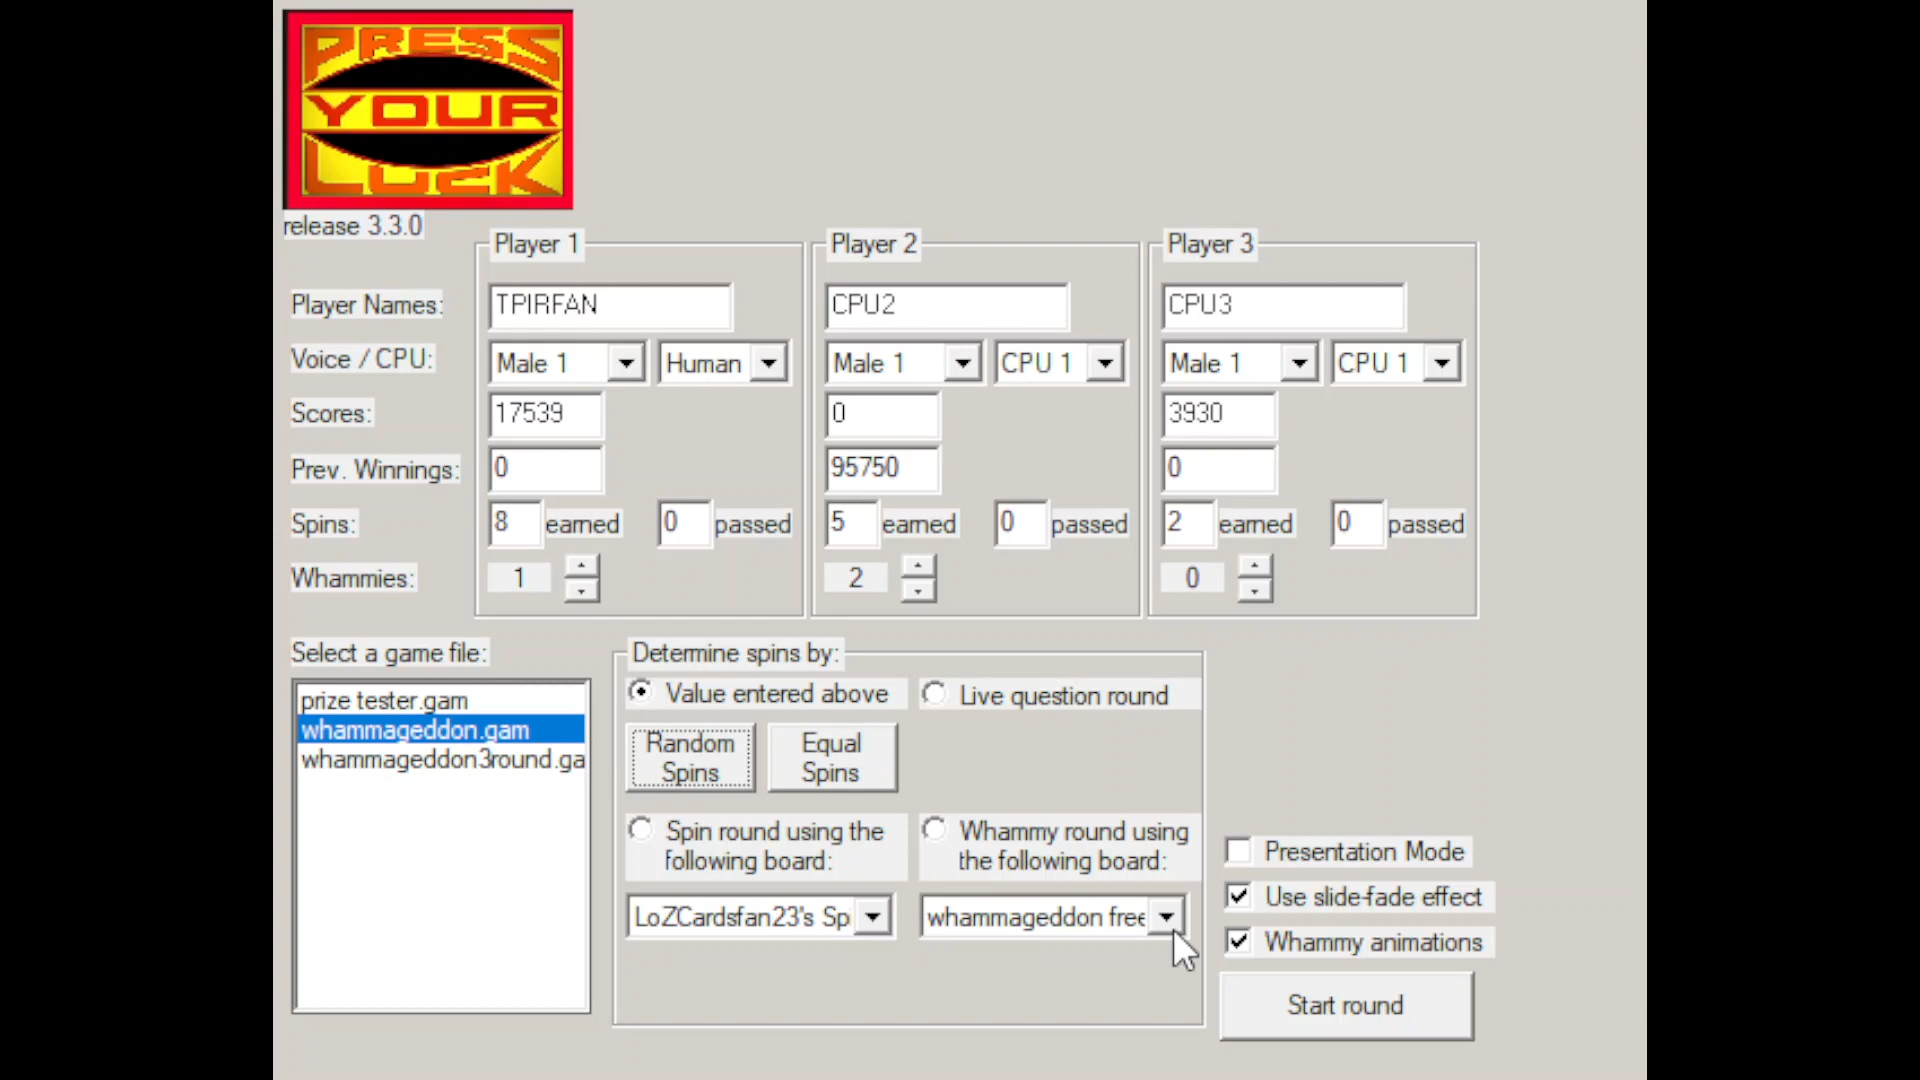 PRESS
YOUR
LUCK
release 3.3.0
Player 1
Player 2
Player 3
Player Names:
TPIRFAN
CPU2
CPU3
Voice / CPU:
Male 1
Human
Male 1
CPU 1
Male 1
CPU 1
Scores:
17539
0
3930
Prev. Winnings:
0
95750
0
Spins:
8 earned
0 passed
5 earned
0 passed
2 earned
0 passed
Whammies:
1
2
0
Select a game file:
prize tester.gam
whammageddon.gam
whammageddon3round.ga
Determine spins by:
Value entered above
Live question round
Random
Spins
Equal
Spins
Spin round using the
following board:
Whammy round using
the following board:
LoZCardsfan23's Spi
whammageddon free
Presentation Mode
Use slide-fade effect
Whammy animations
Start round